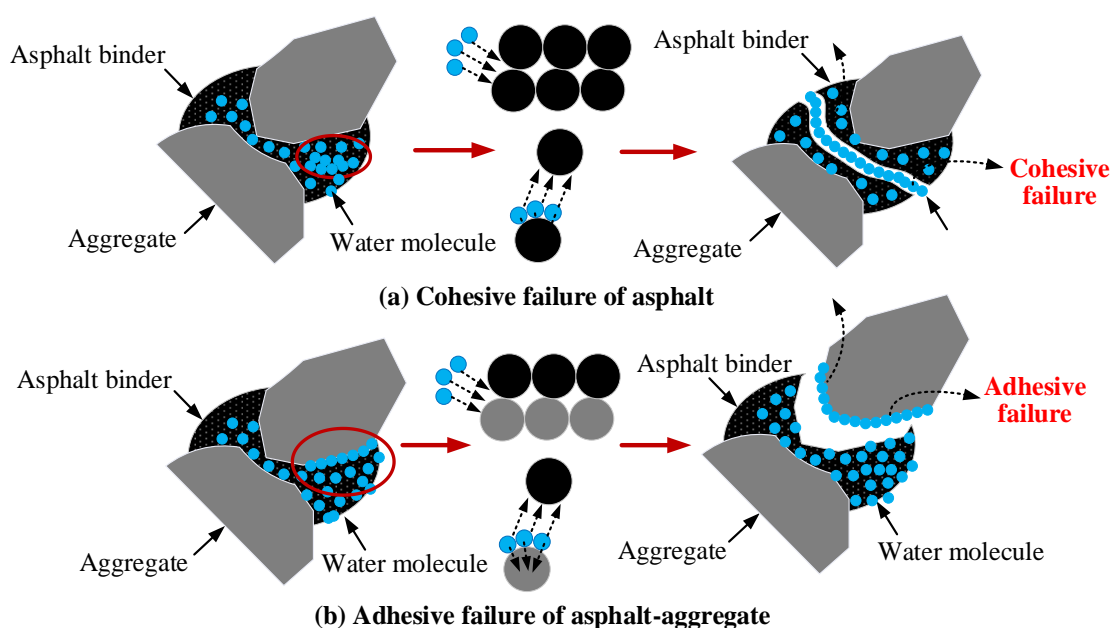 Asphalt binder
Aggregate
Water molecule
Asphalt binder
Aggregate
Cohesive
failure
(a) Cohesive failure of asphalt
Asphalt binder
Aggregate
Water molecule
Asphalt binder
Aggregate
Water molecule
Adhesive
failure
(b) Adhesive failure of asphalt-aggregate